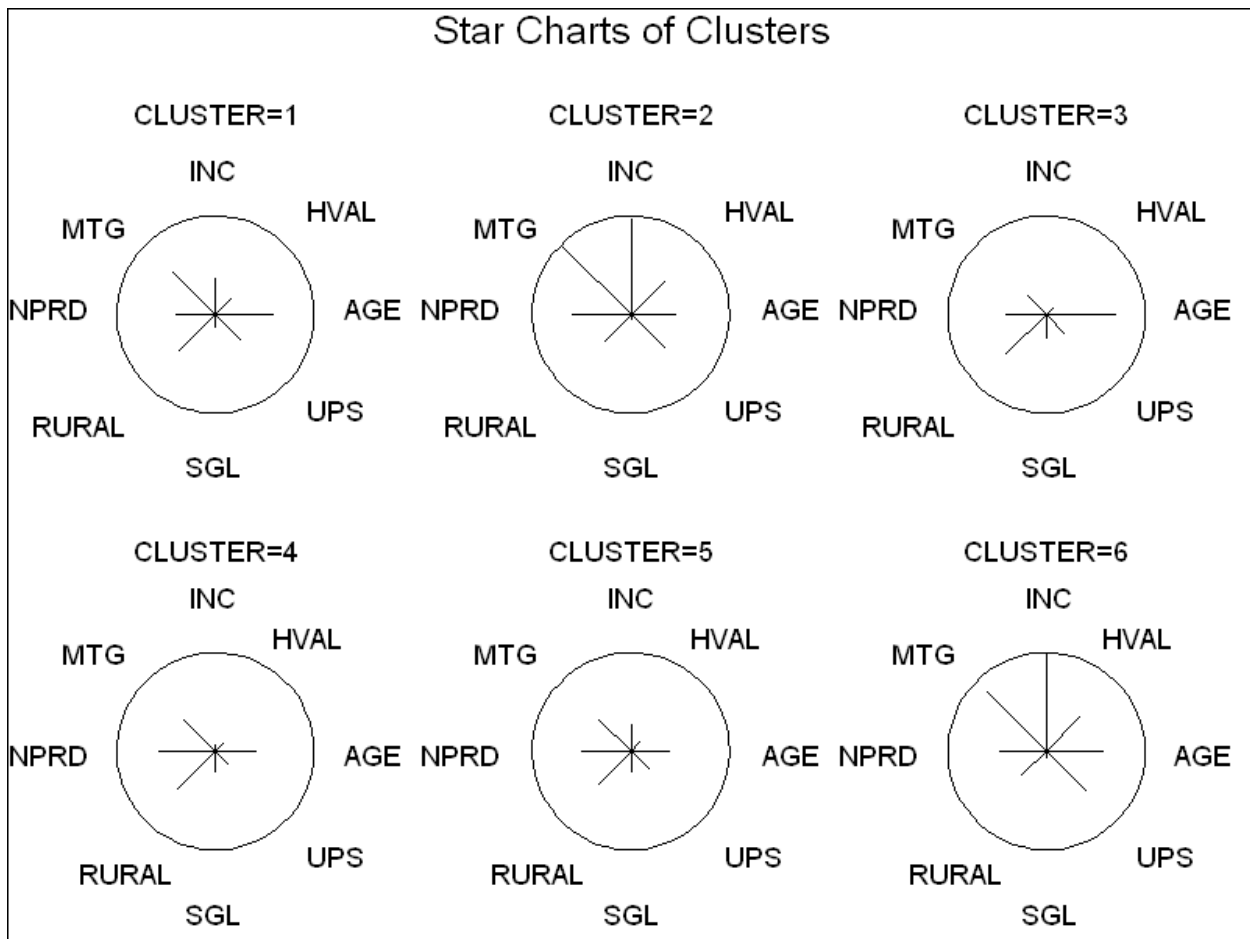 Star Charts of Clusters
CLUSTER=1
INC
HVAL
MTG
NPRD
AGE
RURAL
UPS
SGL
CLUSTER=2
INC
HVAL
MTG
NPRD
AGE
RURAL
UPS
SGL
CLUSTER=3
INC
HVAL
MTG
NPRD
AGE
RURAL
UPS
SGL
CLUSTER=4
INC
HVAL
MTG
NPRD
AGE
RURAL
UPS
SGL
CLUSTER=5
INC
HVAL
MTG
NPRD
AGE
RURAL
UPS
SGL
CLUSTER=6
INC
HVAL
MTG
NPRD
AGE
RURAL
UPS
SGL